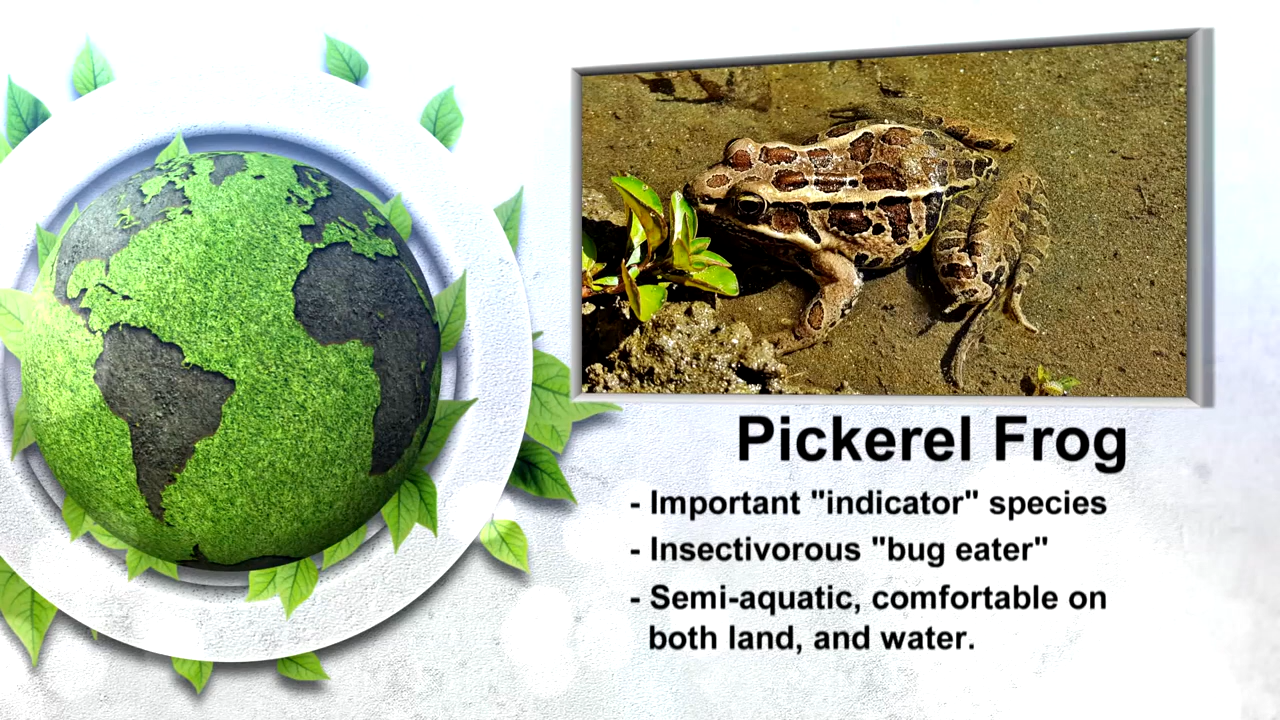 Pickerel Frog
- Important "indicator" species
- Insectivorous "bug eater"
- Semi-aquatic, comfortable on
both land, and water.